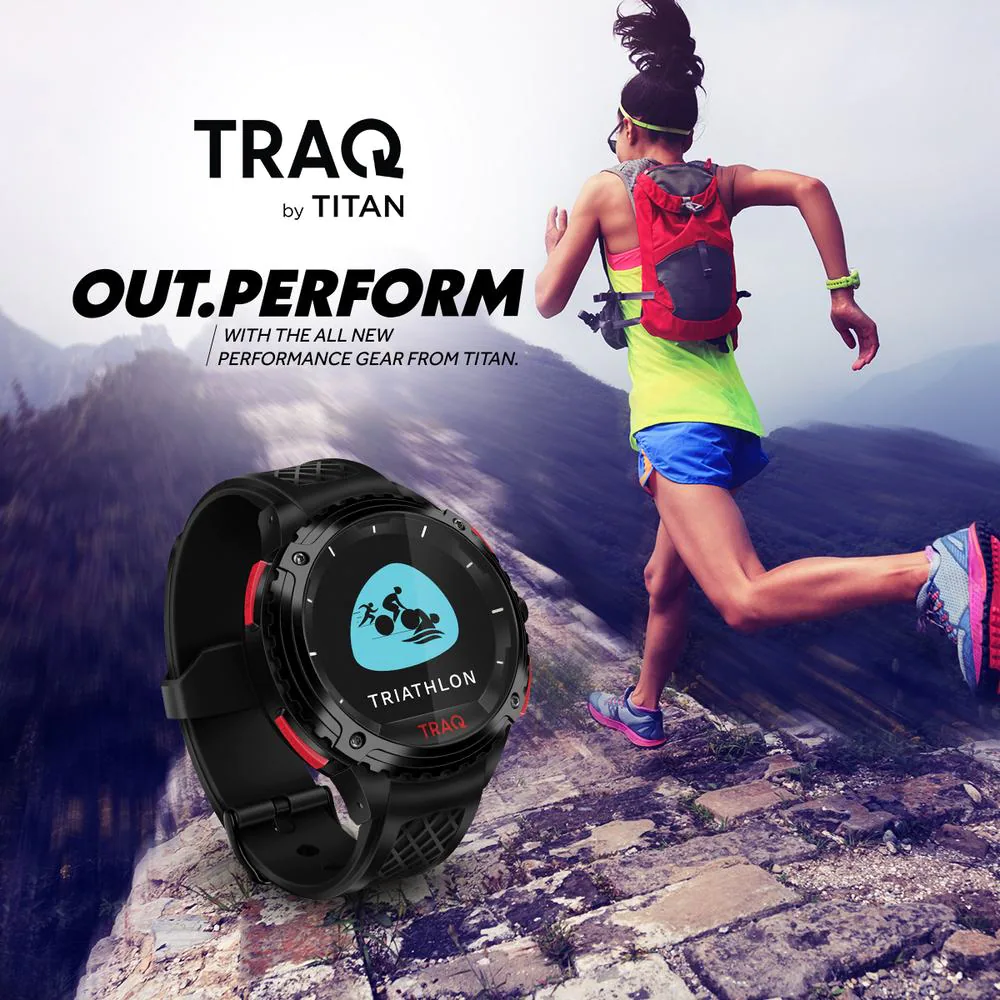 TRAQ
by TITAN
OUT.PERFORM
WITH THE ALL NEW
PERFORMANCE GEAR FROM TITAN.
TRIATHLON
TRAQ